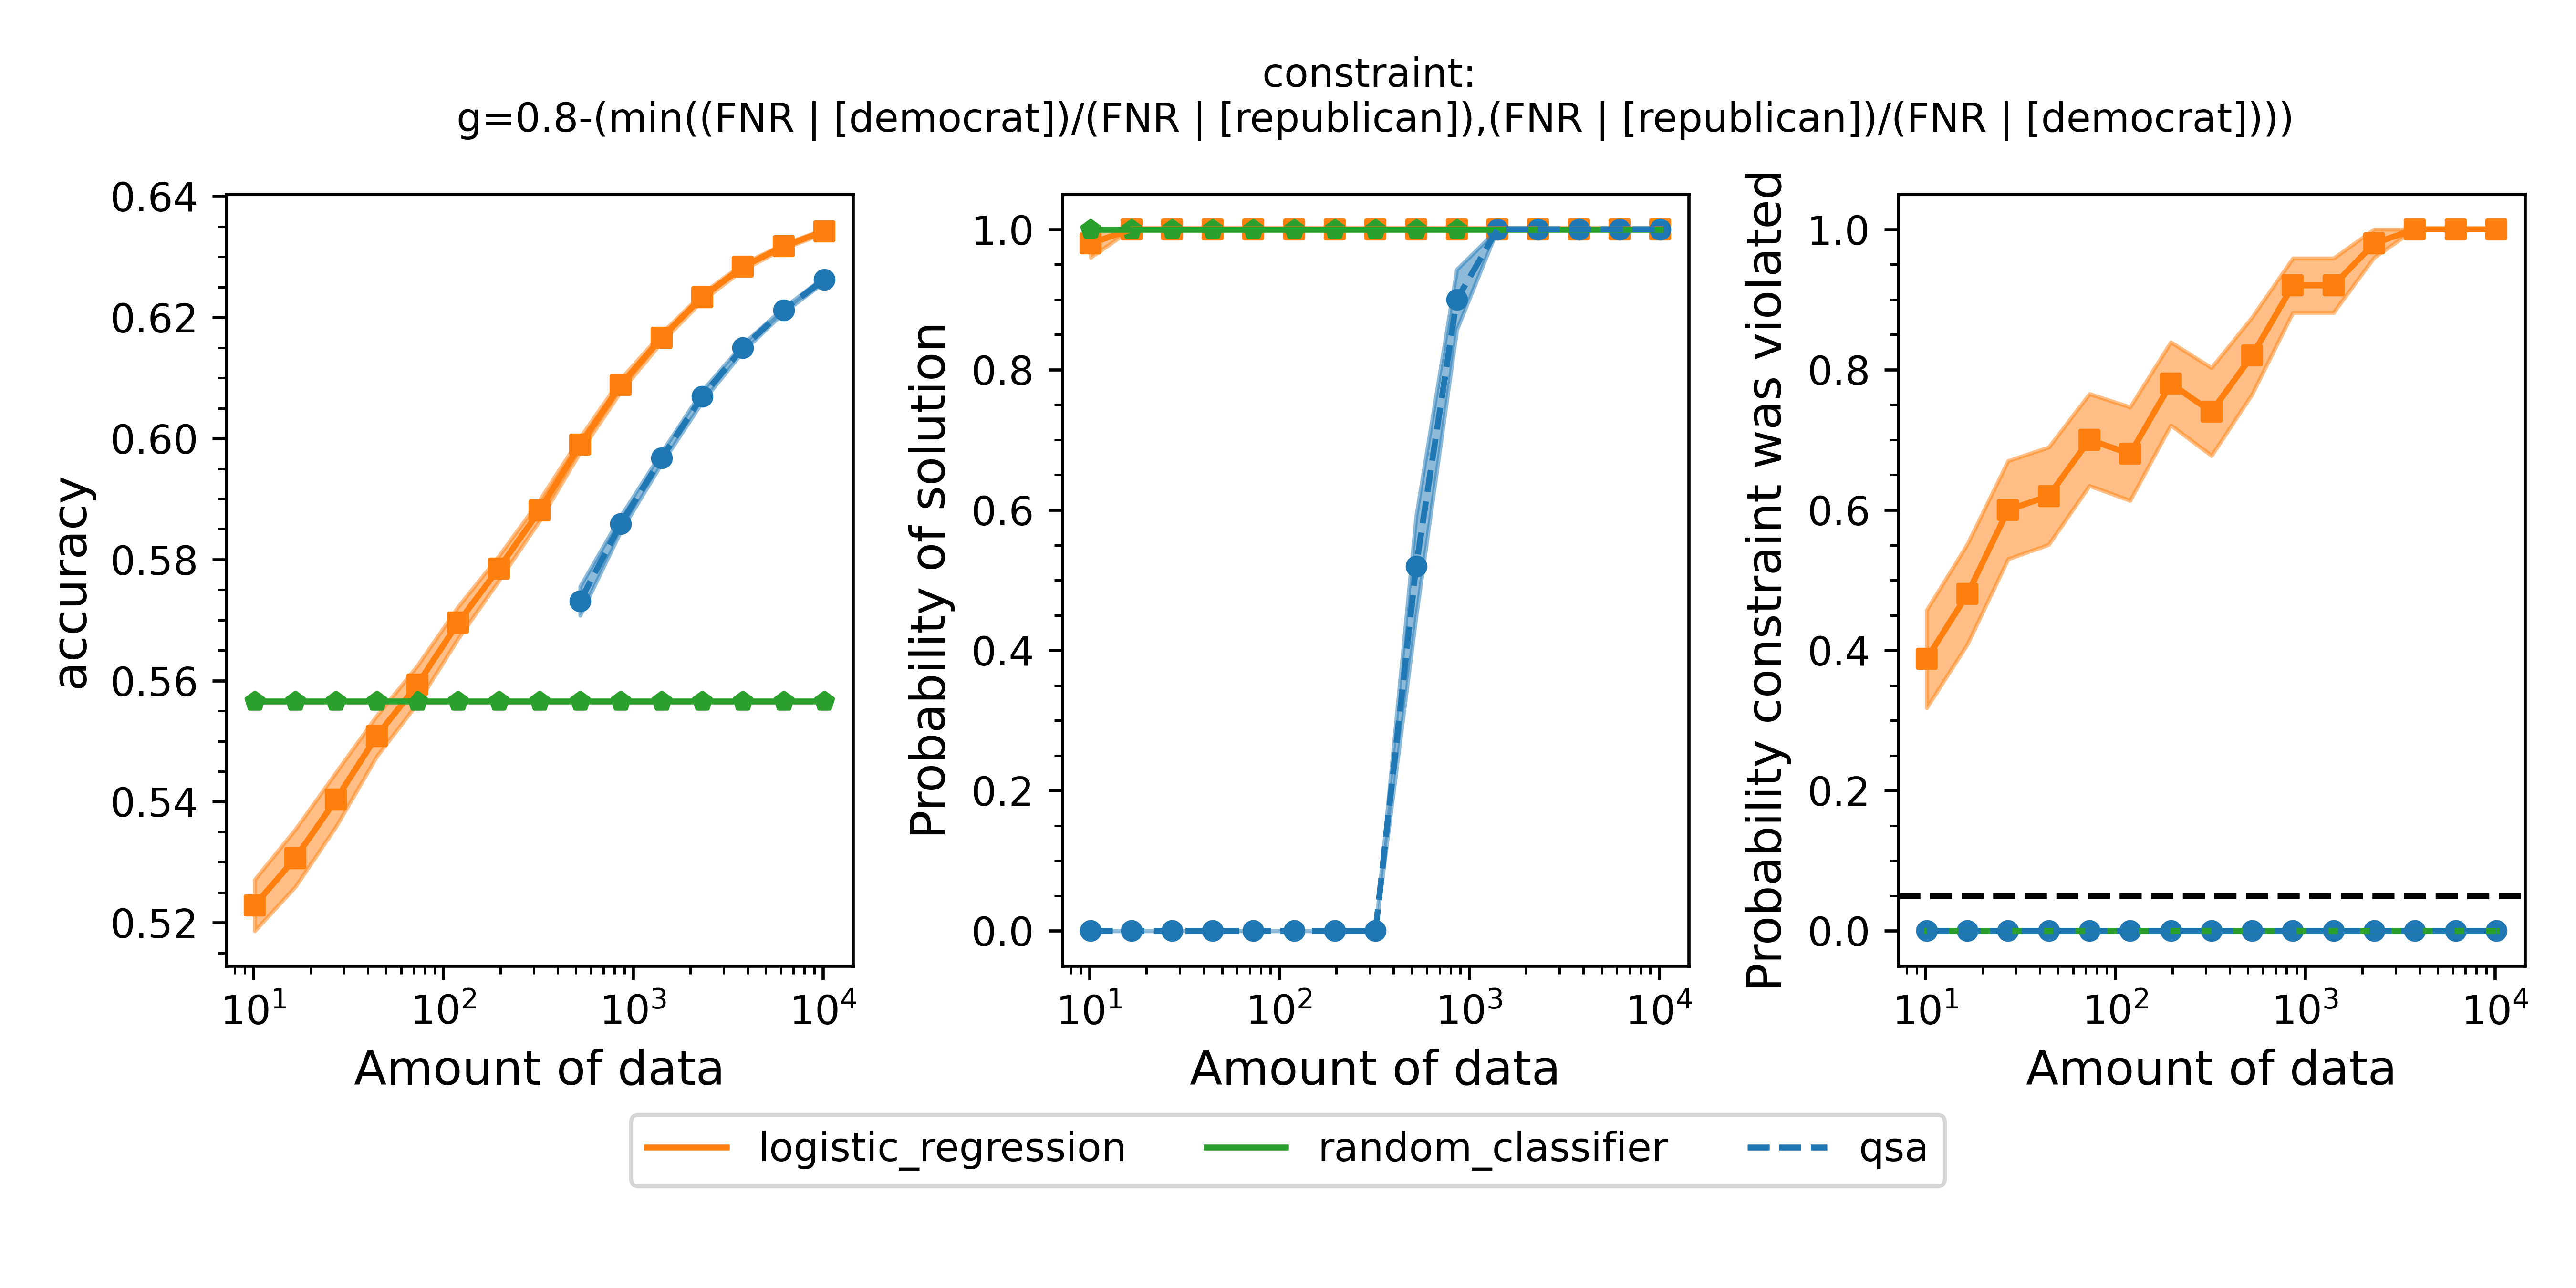 constraint:
g=0.8-(min((FNR | [democrat])/(FNR | [republican]),(FNR | [republican])/(FNR | [democrat])))
accuracy
0.64
0.62
0.60
0.58
0.56
0.54
0.52
10¹ 10² 10³ 10⁴
Amount of data
Probability of solution
1.0
0.8
0.6
0.4
0.2
0.0
10¹ 10² 10³ 10⁴
Amount of data
Probability constraint was violated
1.0
0.8
0.6
0.4
0.2
0.0
10¹ 10² 10³ 10⁴
Amount of data
logistic_regression random_classifier qsa